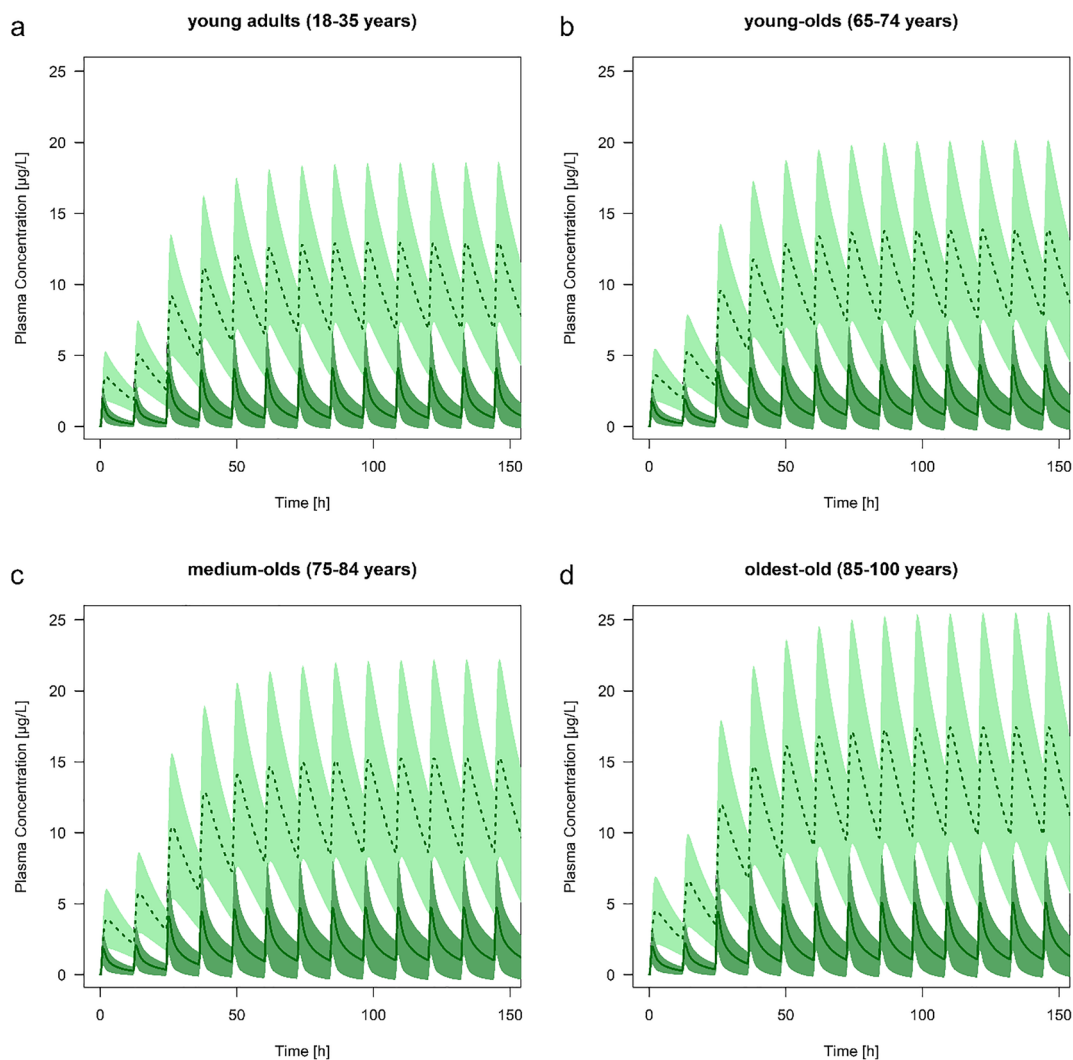 a
young adults (18-35 years)
Plasma Concentration [µg/L]
25
20
15
10
5
0
0
50
100
150
Time [h]
b
young-olds (65-74 years)
Plasma Concentration [µg/L]
25
20
15
10
5
0
0
50
100
150
Time [h]
c
medium-olds (75-84 years)
Plasma Concentration [µg/L]
25
20
15
10
5
0
0
50
100
150
Time [h]
d
oldest-old (85-100 years)
Plasma Concentration [µg/L]
25
20
15
10
5
0
0
50
100
150
Time [h]